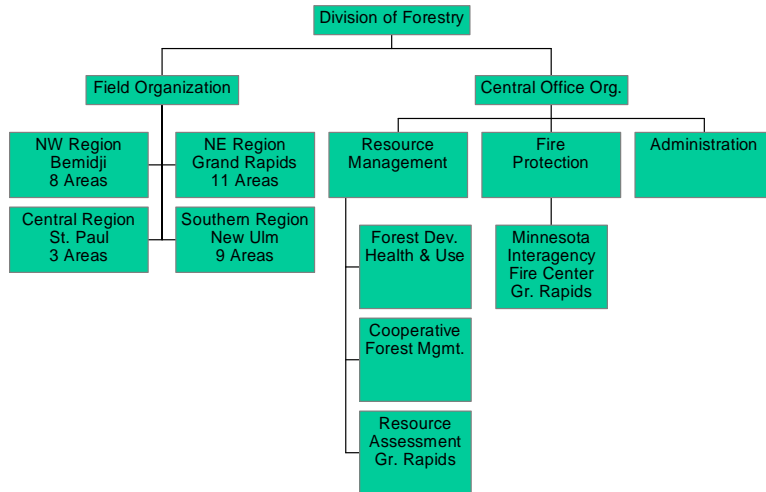 Division of Forestry
Field Organization
Central Office Org.
NW Region
Bemidji
8 Areas
NE Region
Grand Rapids
11 Areas
Central Region
St. Paul
3 Areas
Southern Region
New Ulm
9 Areas
Resource
Management
Fire
Protection
Administration
Forest Dev.
Health & Use
Cooperative
Forest Mgmt.
Resource
Assessment
Gr. Rapids
Minnesota
Interagency
Fire Center
Gr. Rapids